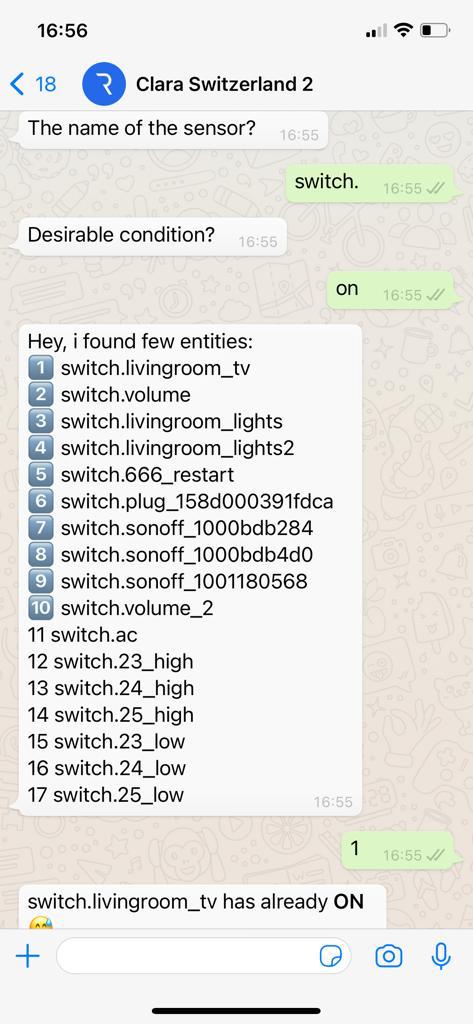 16:56
18
Clara Switzerland 2
The name of the sensor?
16:55
switch.
16:55
Desirable condition?
16:55
on
16:55
Hey, i found few entities:
1 switch.livingroom_tv
2 switch.volume
3 switch.livingroom_lights
4 switch.livingroom_lights2
5 switch.666_restart
6 switch.plug_158d000391fdca
7 switch.sonoff_1000bdb284
8 switch.sonoff_1000bdb4d0
9 switch.sonoff_1001180568
10 switch.volume_2
11 switch.ac
12 switch.23_high
13 switch.24_high
14 switch.25_high
15 switch.23_low
16 switch.24_low
17 switch.25_low
16:55
1
16:55
switch.livingroom_tv has already ON